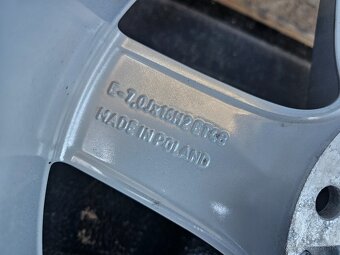 E-7,0Jx16H2 ET48
MADE IN POLAND